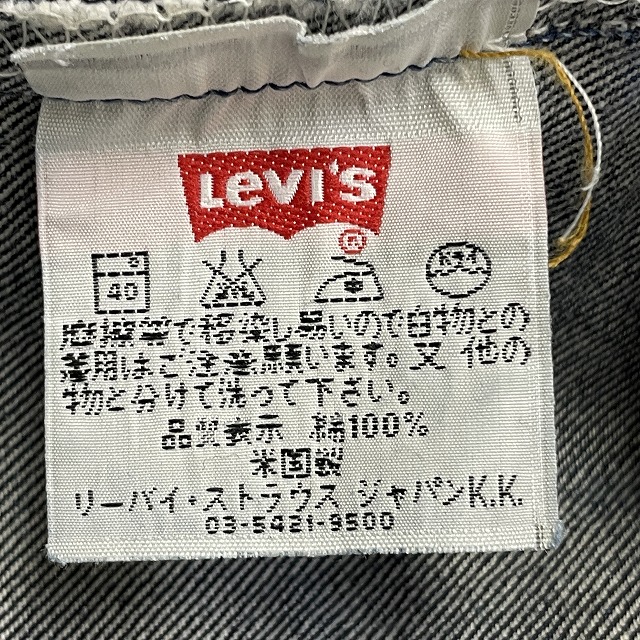 Levi's
®
40
摩擦等で移染し易いので白物との
着用はご注意願います。又 他の
物と分けて洗って下さい。
品質表示 綿100%
米国製
リーバイ・ストラウス ジャパンK.K.
03-5421-9500